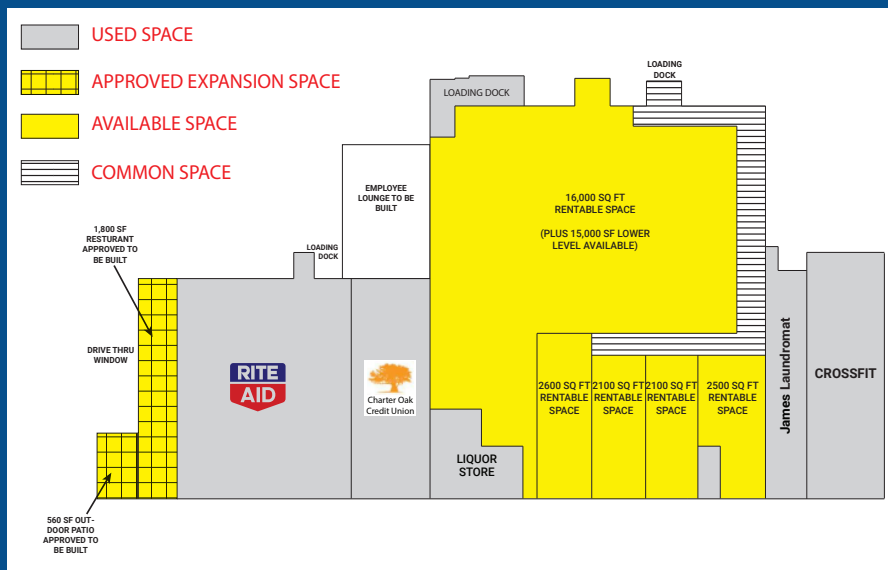 USED SPACE
APPROVED EXPANSION SPACE
AVAILABLE SPACE
COMMON SPACE
LOADING
DOCK
LOADING DOCK
EMPLOYEE
LOUNGE TO BE
BUILT
16,000 SQ FT
RENTABLE SPACE
(PLUS 15,000 SF LOWER
LEVEL AVAILABLE)
1,800 SF
RESTURANT
APPROVED TO
BE BUILT
LOADING
DOCK
DRIVE THRU
WINDOW
RITE
AID
Charter Oak
Credit Union
LIQUOR
STORE
2600 SQ FT
RENTABLE
SPACE
2100 SQ FT
RENTABLE
SPACE
2100 SQ FT
RENTABLE
SPACE
2500 SQ FT
RENTABLE
SPACE
James Laundromat
CROSSFIT
560 SF OUT-
DOOR PATIO
APPROVED TO
BE BUILT